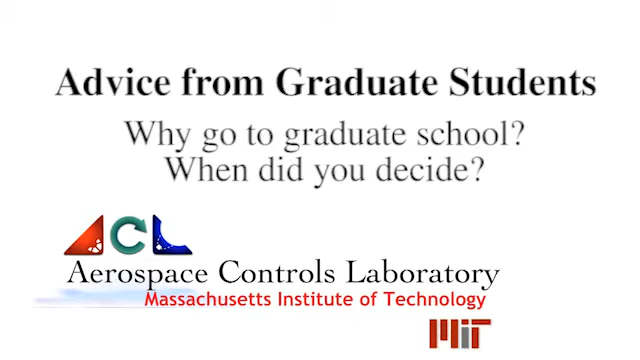 Advice from Graduate Students
Why go to graduate school?
When did you decide?
ACL
Aerospace Controls Laboratory
Massachusetts Institute of Technology
MIT